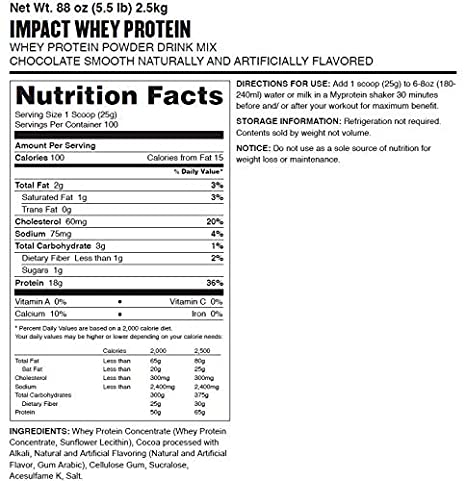 Net Wt. 88 oz (5.5 lb) 2.5kg
IMPACT WHEY PROTEIN
WHEY PROTEIN POWDER DRINK MIX
CHOCOLATE SMOOTH NATURALLY AND ARTIFICIALLY FLAVORED
Nutrition Facts
Serving Size 1 Scoop (25g)
Servings Per Container 100
Amount Per Serving
Calories 100 Calories from Fat 15
% Daily Value*
Total Fat 2g 3%
Saturated Fat 1g 3%
Trans Fat 0g
Cholesterol 60mg 20%
Sodium 75mg 4%
Total Carbohydrate 3g 1%
Dietary Fiber Less than 1g 2%
Sugars 1g
Protein 18g 36%
Vitamin A 0% • Vitamin C 0%
Calcium 10% • Iron 0%
* Percent Daily Values are based on a 2,000 calorie diet.
Your daily values may be higher or lower depending on your calorie needs:
Calories 2,000 2,500
Total Fat Less than 65g 80g
Sat Fat Less than 20g 25g
Cholesterol Less than 300mg 300mg
Sodium Less than 2,400mg 2,400mg
Total Carbohydrates 300g 375g
Dietary Fiber 25g 30g
Protein 50g 65g
INGREDIENTS: Whey Protein Concentrate (Whey Protein
Concentrate, Sunflower Lecithin), Cocoa processed with
Alkali, Natural and Artificial Flavoring (Natural and Artificial
Flavor, Gum Arabic), Cellulose Gum, Sucralose,
Acesulfame K, Salt.
DIRECTIONS FOR USE: Add 1 scoop (25g) to 6-8oz (180-
240ml) water or milk in a Myprotein shaker 30 minutes
before and/ or after your workout for maximum benefit.
STORAGE INFORMATION: Refrigeration not required.
Contents sold by weight not volume.
NOTICE: Do not use as a sole source of nutrition for
weight loss or maintenance.